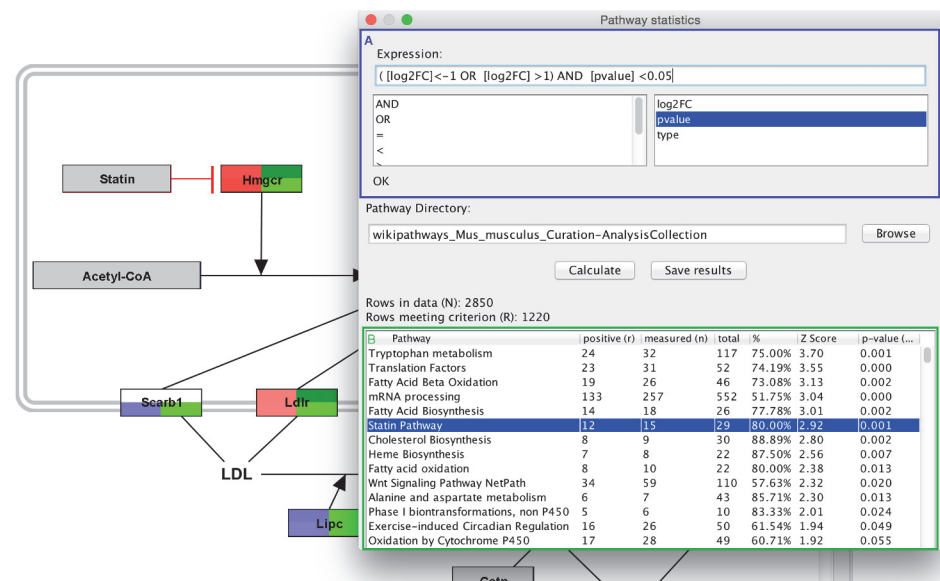 Pathway statistics
A
Expression:
( [log2FC]<-1 OR [log2FC] >1) AND [pvalue] <0.05
AND
OR
=
<
log2FC
pvalue
type
OK
Pathway Directory:
wikipathways_Mus_musculus_Curation-AnalysisCollection
Browse
Calculate
Save results
Rows in data (N): 2850
Rows meeting criterion (R): 1220
B Pathway positive (r) measured (n) total % Z Score p-value (...
Tryptophan metabolism 24 32 117 75.00% 3.70 0.001
Translation Factors 23 31 52 74.19% 3.55 0.000
Fatty Acid Beta Oxidation 19 26 46 73.08% 3.13 0.002
mRNA processing 133 257 552 51.75% 3.04 0.000
Fatty Acid Biosynthesis 14 18 26 77.78% 3.01 0.002
Statin Pathway 12 15 29 80.00% 2.92 0.001
Cholesterol Biosynthesis 8 9 30 88.89% 2.80 0.002
Heme Biosynthesis 7 8 22 87.50% 2.56 0.007
Fatty acid oxidation 8 10 22 80.00% 2.38 0.013
Wnt Signaling Pathway NetPath 34 59 110 57.63% 2.32 0.020
Alanine and aspartate metabolism 6 7 43 85.71% 2.30 0.013
Phase I biontransformations, non P450 5 6 10 83.33% 2.01 0.024
Exercise-induced Circadian Regulation 16 26 50 61.54% 1.94 0.049
Oxidation by Cytochrome P450 17 28 49 60.71% 1.92 0.055
Statin
Hmgcr
Acetyl-CoA
Scarb1
Ldlr
LDL
Lipc